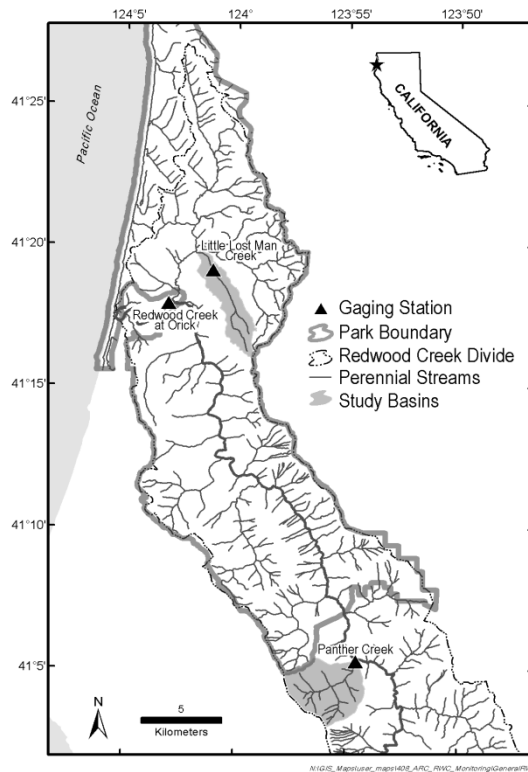 124°5' 124°0' 123°55' 123°50'
41°25'
Pacific Ocean
CALIFORNIA
41°20'
Little Lost Man
Creek
Redwood Creek
at Orick
Gaging Station
Park Boundary
Redwood Creek Divide
Perennial Streams
Study Basins
41°15'
41°10'
41°5'
Panther Creek
N
5
Kilometers